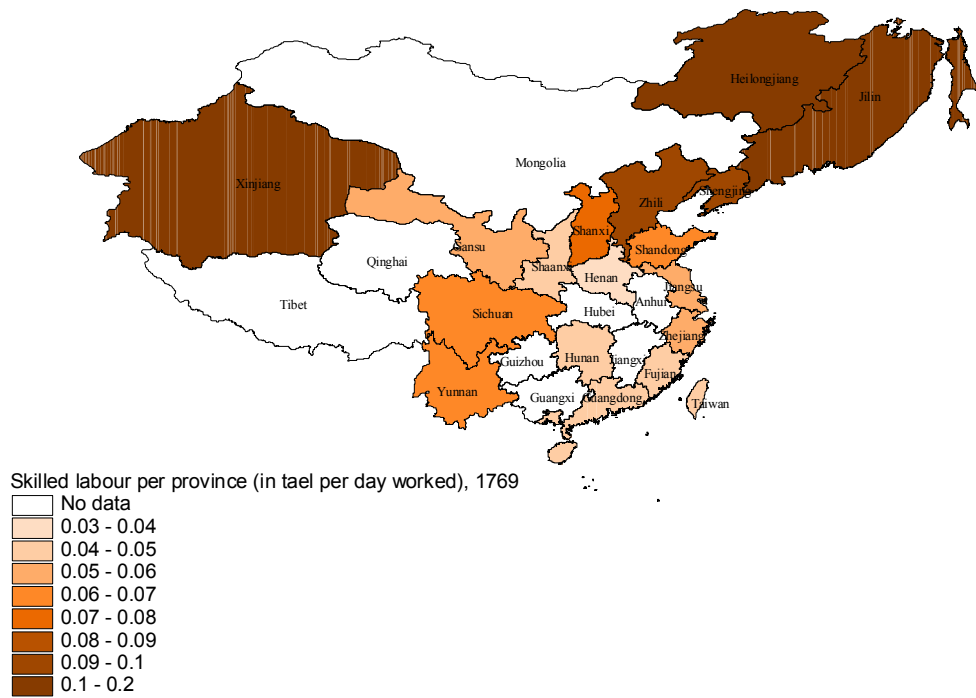 Heilongjiang
Jilin
Mongolia
Xinjiang
Zhili
Shengjing
Shanxi
Shandong
Gansu
Qinghai
Shaanx
Henan
Jiangsu
Tibet
Anhui
Hubei
Sichuan
Zhejiang
Hunan
Jiangx
Guizhou
Fujian
Yunnan
Guangxi
Guangdong
Taiwan
Skilled labour per province (in tael per day worked), 1769
No data
0.03 - 0.04
0.04 - 0.05
0.05 - 0.06
0.06 - 0.07
0.07 - 0.08
0.08 - 0.09
0.09 - 0.1
0.1 - 0.2